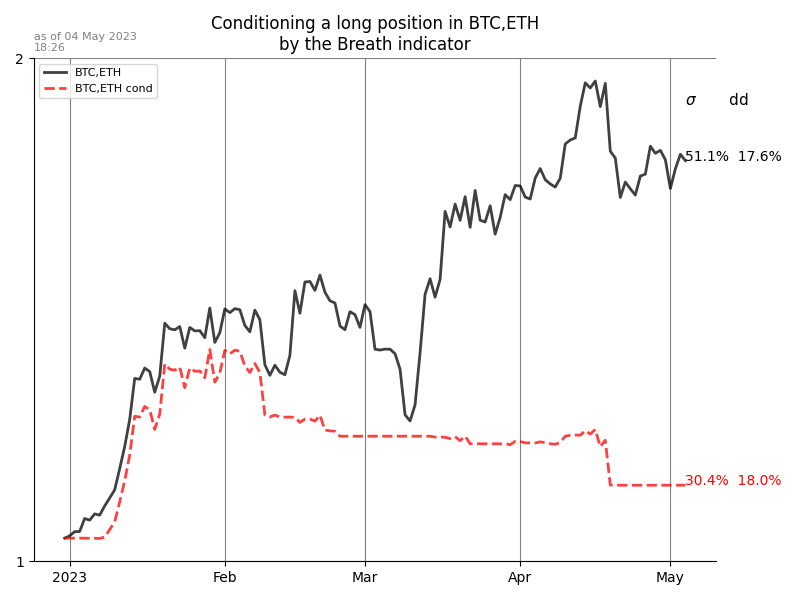 Conditioning a long position in BTC,ETH
by the Breath indicator
as of 04 May 2023
18:26
2
BTC,ETH
BTC,ETH cond
σ dd
51.1% 17.6%
30.4% 18.0%
1
2023 Feb Mar Apr May